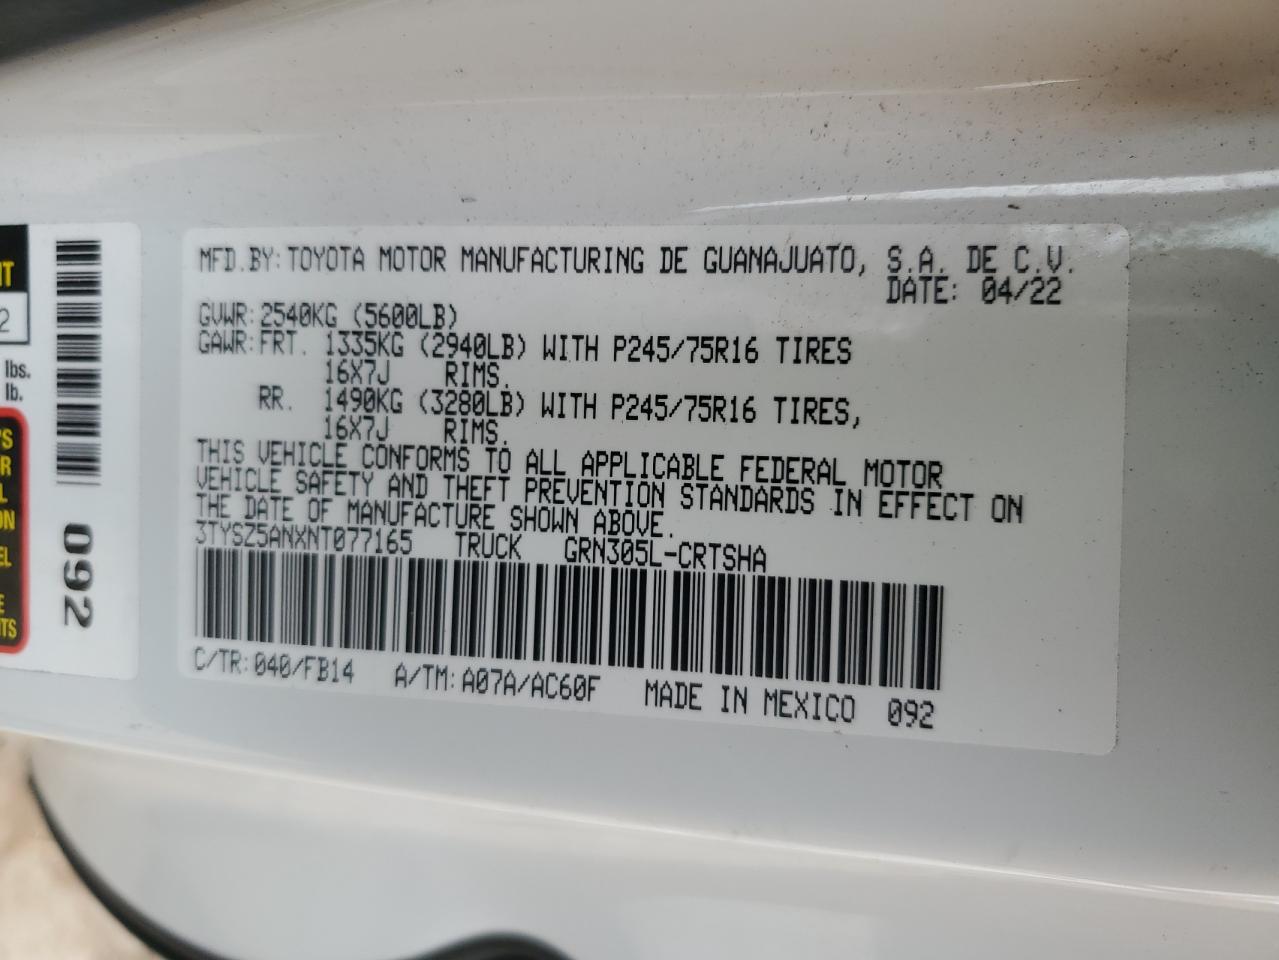 MFD.BY:TOYOTA MOTOR MANUFACTURING DE GUANAJUATO, S.A. DE C.V.
DATE: 04/22
GVWR:2540KG (5600LB)
GAWR:FRT. 1335KG (2940LB) WITH P245/75R16 TIRES
16X7J RIMS.
RR. 1490KG (3280LB) WITH P245/75R16 TIRES,
16X7J RIMS.
THIS VEHICLE CONFORMS TO ALL APPLICABLE FEDERAL MOTOR
VEHICLE SAFETY AND THEFT PREVENTION STANDARDS IN EFFECT ON
THE DATE OF MANUFACTURE SHOWN ABOVE.
3TYSZ5ANXNT077165 TRUCK GRN305L-CRTSHA
C/TR:040/FB14 A/TM:A07A/AC60F MADE IN MEXICO 092
2
lbs.
lb.
092